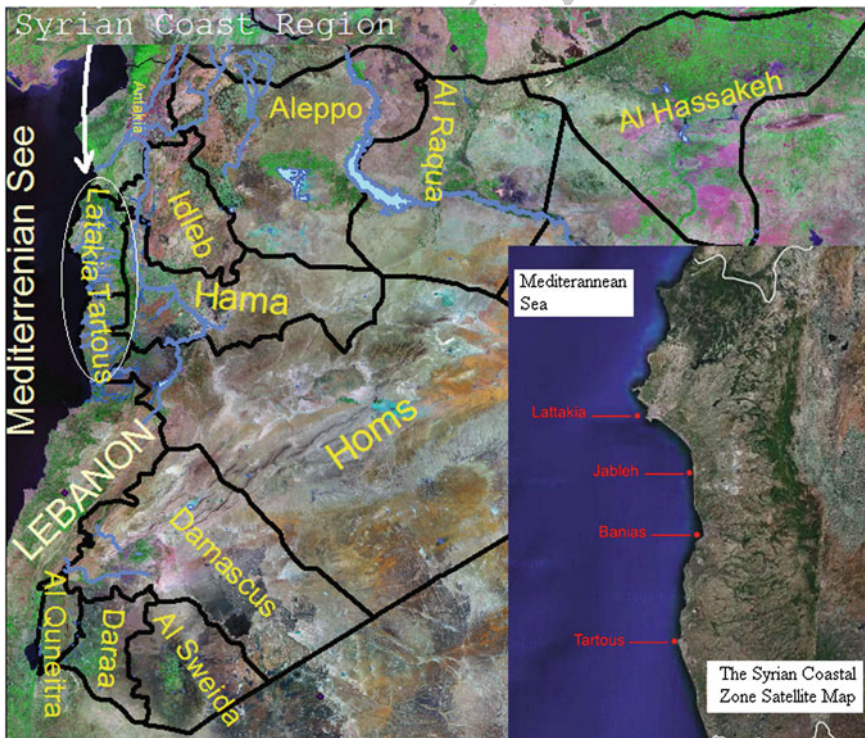 Syrian Coast Region
Mediterrenian See
Antakia
Aleppo
Al Raqua
Al Hassakeh
Idleb
Latakia
Tartous
Hama
Homs
LEBANON
Damascus
Al Quneitra
Daraa
Al Sweida
Mediterannean
Sea
Lattakia
Jableh
Banias
Tartous
The Syrian Coastal
Zone Satellite Map